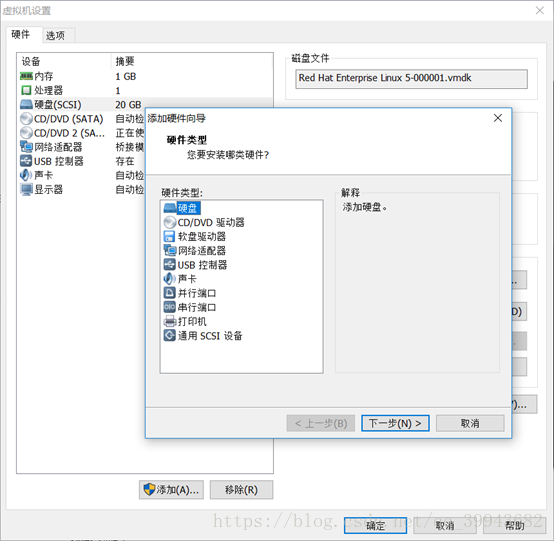 虚拟机设置
硬件
选项
设备
摘要
内存
1 GB
处理器
1
硬盘(SCSI)
20 GB
CD/DVD (SATA)
自动检
CD/DVD 2 (SA...
正在使
网络适配器
桥接模
USB 控制器
存在
声卡
自动检
显示器
自动检
磁盘文件
Red Hat Enterprise Linux 5-000001.vmdk
添加硬件向导
硬件类型
您要安装哪类硬件?
硬件类型:
硬盘
CD/DVD 驱动器
软盘驱动器
网络适配器
USB 控制器
声卡
并行端口
串行端口
打印机
通用 SCSI 设备
解释
添加硬盘。
< 上一步(B)
下一步(N) >
取消
添加(A)...
移除(R)
确定
取消
帮助